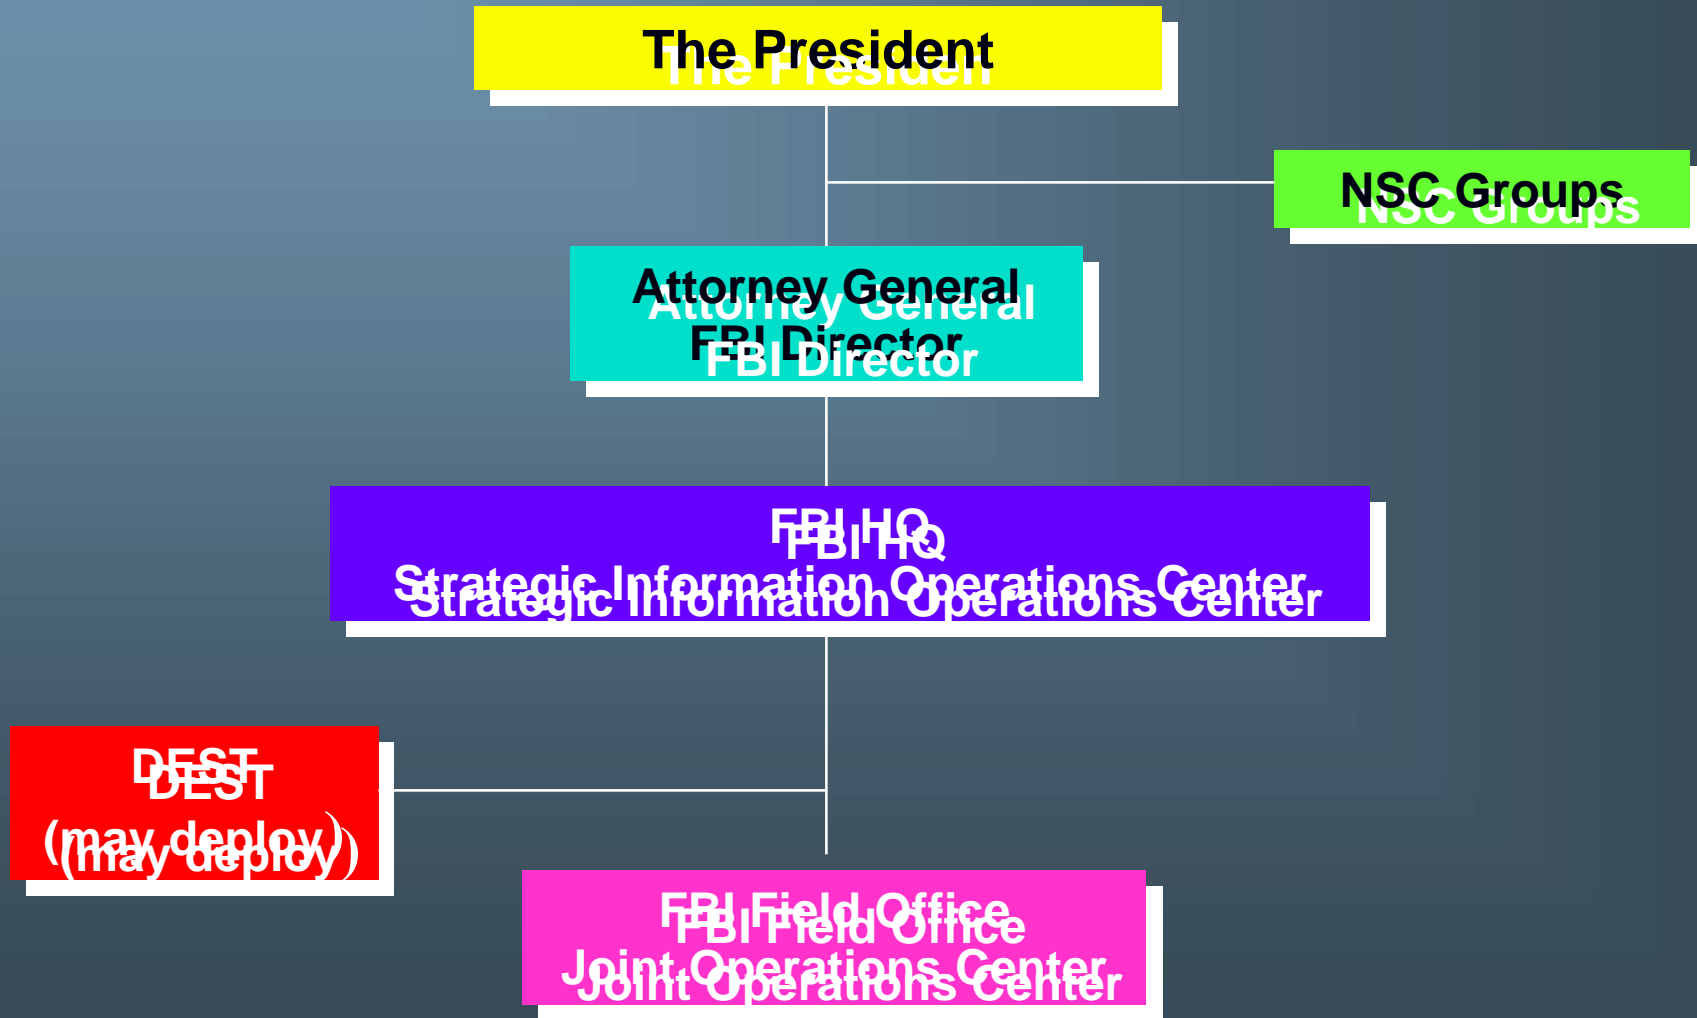 The President
NSC Groups
Attorney General
FBI Director
FBI HQ
Strategic Information Operations Center
DEST
(may deploy)
FBI Field Office
Joint Operations Center